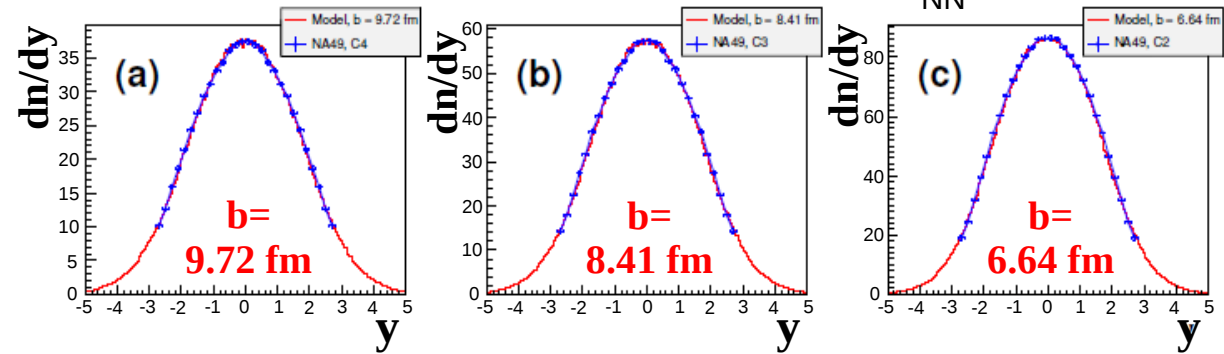 NN
Model, b = 9.72 fm
NA49, C4
(a)
dn/dy
35
30
25
20
15
10
5
0
b=
9.72 fm
-5 -4 -3 -2 -1 0 1 2 3 4 5
y
Model, b = 8.41 fm
NA49, C3
(b)
dn/dy
60
50
40
30
20
10
0
b=
8.41 fm
-5 -4 -3 -2 -1 0 1 2 3 4 5
y
Model, b = 6.64 fm
NA49, C2
(c)
dn/dy
80
60
40
20
0
b=
6.64 fm
-5 -4 -3 -2 -1 0 1 2 3 4 5
y